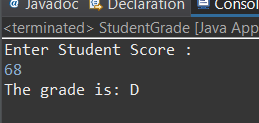 @ Javadoc Declaration Consol
<terminated> StudentGrade [Java App
Enter Student Score :
68
The grade is: D